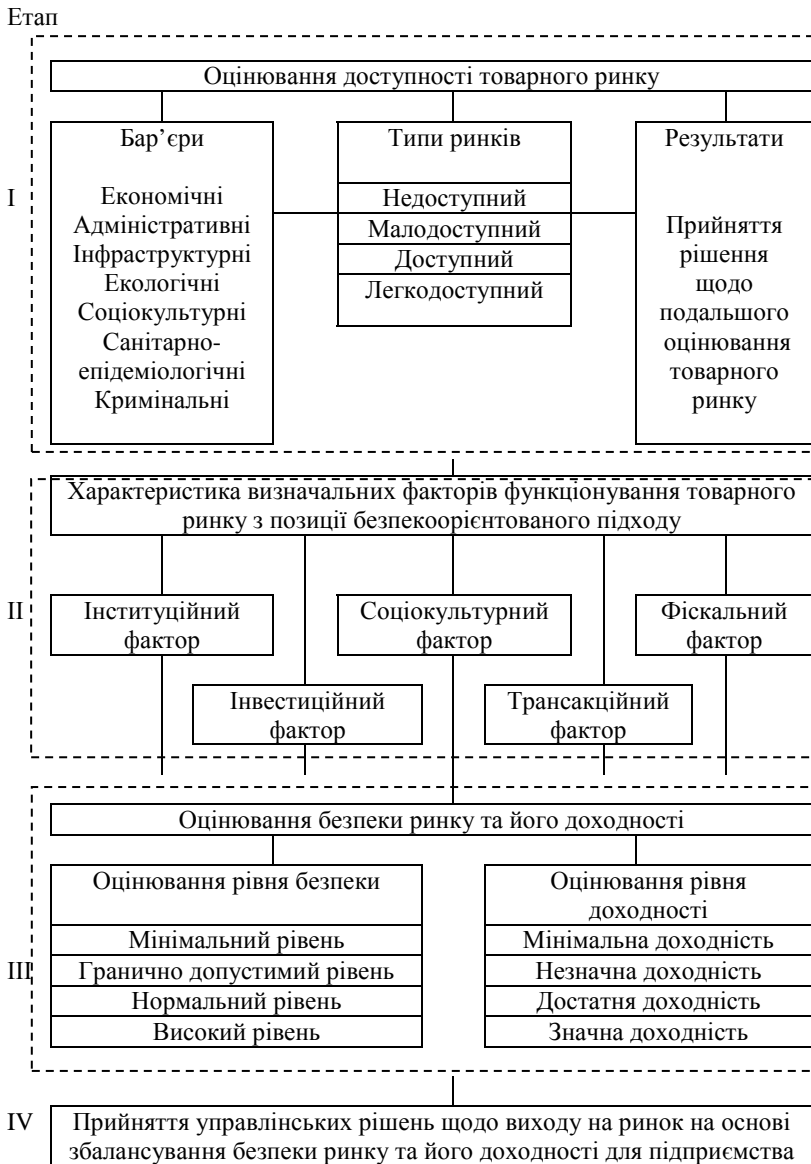 Етап
Оцінювання доступності товарного ринку
Бар’єри
Економічні
Адміністративні
Інфраструктурні
Екологічні
Соціокультурні
Санітарно-
епідеміологічні
Кримінальні
Типи ринків
Недоступний
Малодоступний
Доступний
Легкодоступний
Результати
Прийняття
рішення
щодо
подальшого
оцінювання
товарного
ринку
I
Характеристика визначальних факторів функціонування товарного
ринку з позиції безпекоорієнтованого підходу
II
Інституційний
фактор
Соціокультурний
фактор
Фіскальний
фактор
Інвестиційний
фактор
Трансакційний
фактор
Оцінювання безпеки ринку та його доходності
Оцінювання рівня безпеки
Мінімальний рівень
Гранично допустимий рівень
Нормальний рівень
Високий рівень
Оцінювання рівня
доходності
Мінімальна доходність
Незначна доходність
Достатня доходність
Значна доходність
III
IV
Прийняття управлінських рішень щодо виходу на ринок на основі
збалансування безпеки ринку та його доходності для підприємства